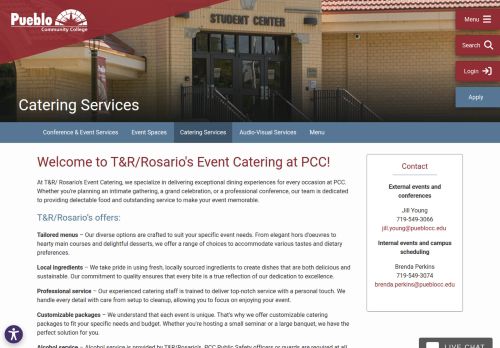 Pueblo
Community College
STUDENT CENTER
Menu
Search
Login
Apply
Catering Services
Conference & Event Services
Event Spaces
Catering Services
Audio-Visual Services
Menu
Welcome to T&R/Rosario's Event Catering at PCC!
At T&R/ Rosario's Event Catering, we specialize in delivering exceptional dining experiences for every occasion at PCC.
Whether you're planning an intimate gathering, a grand celebration, or a professional conference, our team is dedicated
to providing delectable food and outstanding service to make your event memorable.
T&R/Rosario's offers:
Tailored menus – Our diverse options are crafted to suit your specific event needs. From elegant hors d'oeuvres to
hearty main courses and delightful desserts, we offer a range of choices to accommodate various tastes and dietary
preferences.
Local ingredients – We take pride in using fresh, locally sourced ingredients to create dishes that are both delicious and
sustainable. Our commitment to quality ensures that every bite is a true reflection of our dedication to excellence.
Professional service – Our experienced catering staff is trained to deliver top-notch service with a personal touch. We
handle every detail with care from setup to cleanup, allowing you to focus on enjoying your event.
Customizable packages – We understand that each event is unique. That's why we offer customizable catering
packages to fit your specific needs and budget. Whether you're hosting a small seminar or a large banquet, we have the
perfect solution for you.
Alcohol service – Alcohol service is provided by T&R/Rosario's. PCC Public Safety officers or guards are required at all
Contact
External events and
conferences
Jill Young
719-549-3066
jill.young@pueblocc.edu
Internal events and campus
scheduling
Brenda Perkins
719-549-3074
brenda.perkins@pueblocc.edu
LIVE CHAT